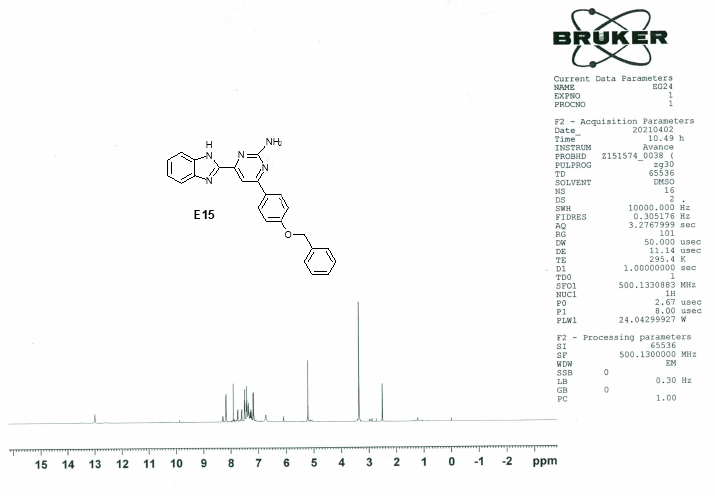 BRUKER
Current Data Parameters
NAME EG24
EXPNO 1
PROCNO 1
F2 - Acquisition Parameters
Date_ 20210402
Time 10.49 h
INSTRUM Avance
PROBHD Z151574_0038 (
PULPROG zg30
TD 65536
SOLVENT DMSO
NS 16
DS 2
SWH 10000.000 Hz
FIDRES 0.305176 Hz
AQ 3.2767999 sec
RG 101
DW 50.000 usec
DE 11.14 usec
TE 295.4 K
D1 1.00000000 sec
TD0 1
SFO1 500.1330883 MHz
NUC1 1H
P0 2.67 usec
P1 8.00 usec
PLW1 24.04299927 W
F2 - Processing parameters
SI 65536
SF 500.1300000 MHz
WDW EM
SSB 0
LB 0.30 Hz
GB 0
PC 1.00
H
N
N
N
NH2
N
O
E15
15 14 13 12 11 10 9 8 7 6 5 4 3 2 1 0 -1 -2 ppm